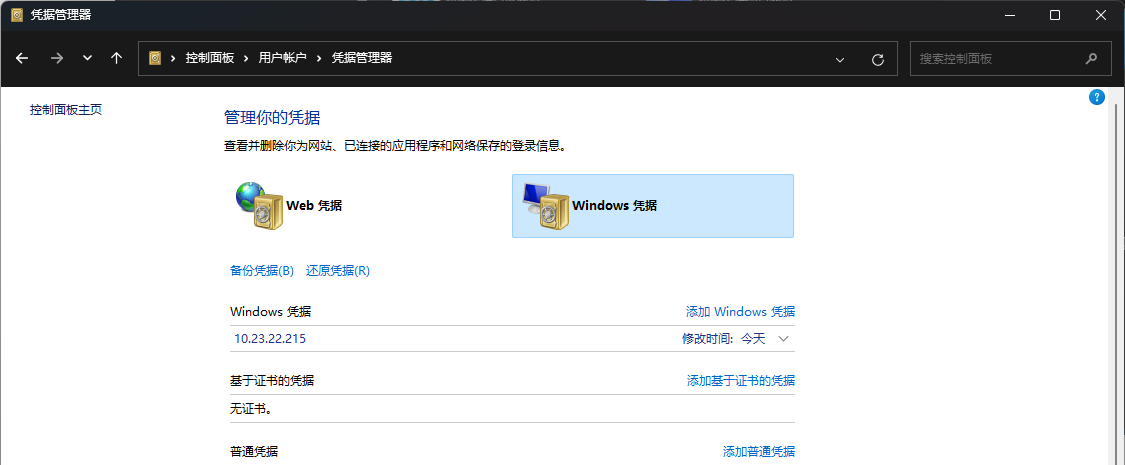 凭据管理器
控制面板 用户帐户 凭据管理器 搜索控制面板
控制面板主页
管理你的凭据
查看并删除你为网站、已连接的应用程序和网络保存的登录信息。
Web 凭据 Windows 凭据
备份凭据(B) 还原凭据(R)
Windows 凭据 添加 Windows 凭据
10.23.22.215 修改时间: 今天
基于证书的凭据 添加基于证书的凭据
无证书。
普通凭据 添加普通凭据